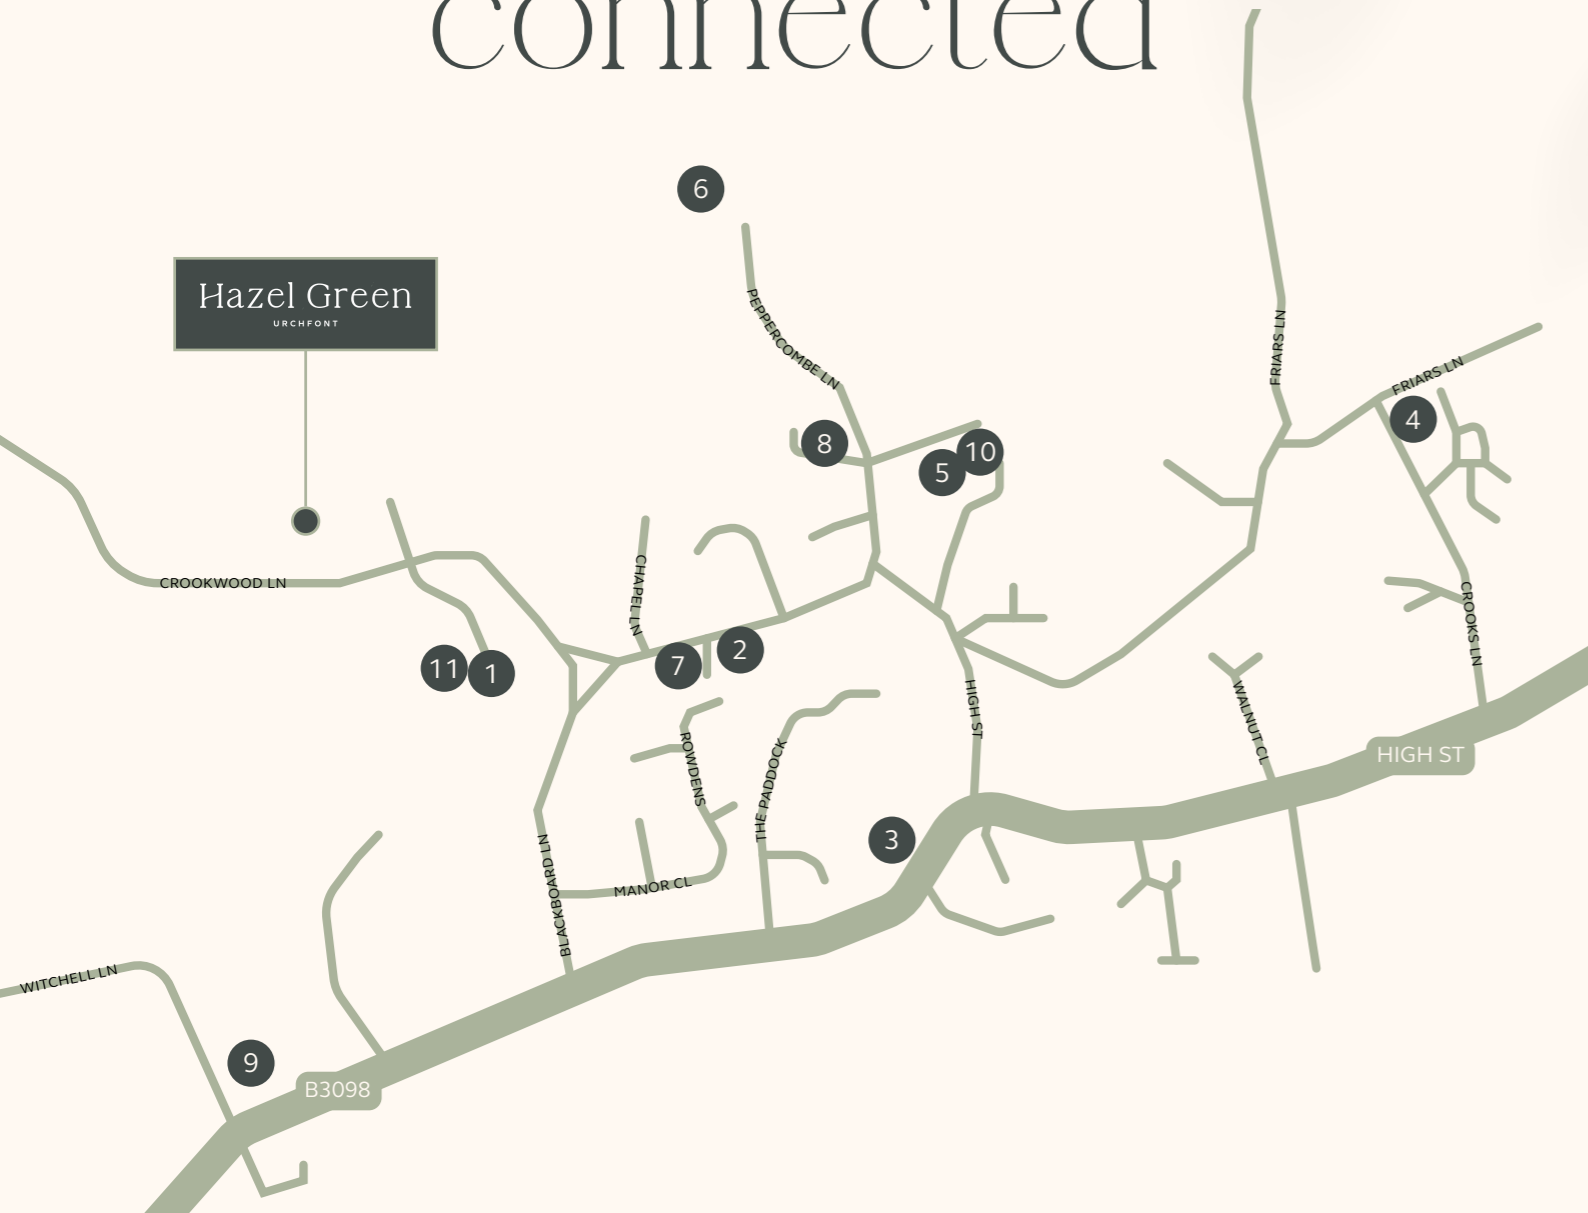 connected
6
Hazel Green
URCHFONT
PEPPERCOMBE LN
FRIARS LN
FRIARS LN
4
8
10
5
CHAPEL LN
CROOKWOOD LN
CROOKS LN
11
1
7
2
HIGH ST
WALNUT CL
ROWDENS
THE PADDOCK
HIGH ST
3
BLACKBOARD LN
MANOR CL
WITCHELL LN
9
B3098